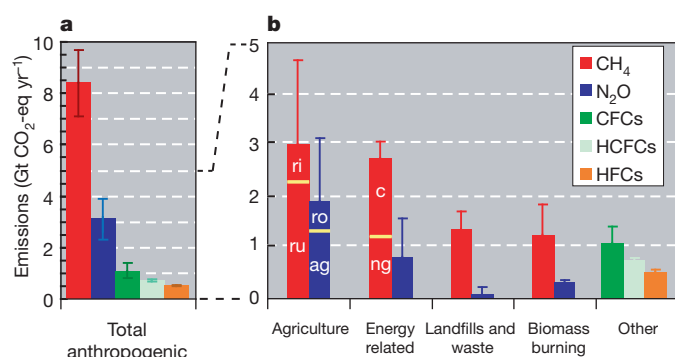 a
b
Emissions (Gt CO₂-eq yr⁻¹)
10
8
6
4
2
0
5
4
3
2
1
0
ri
ru
ro
ag
c
ng
CH₄
N₂O
CFCs
HCFCs
HFCs
Total
anthropogenic
Agriculture
Energy
related
Landfills and
waste
Biomass
burning
Other